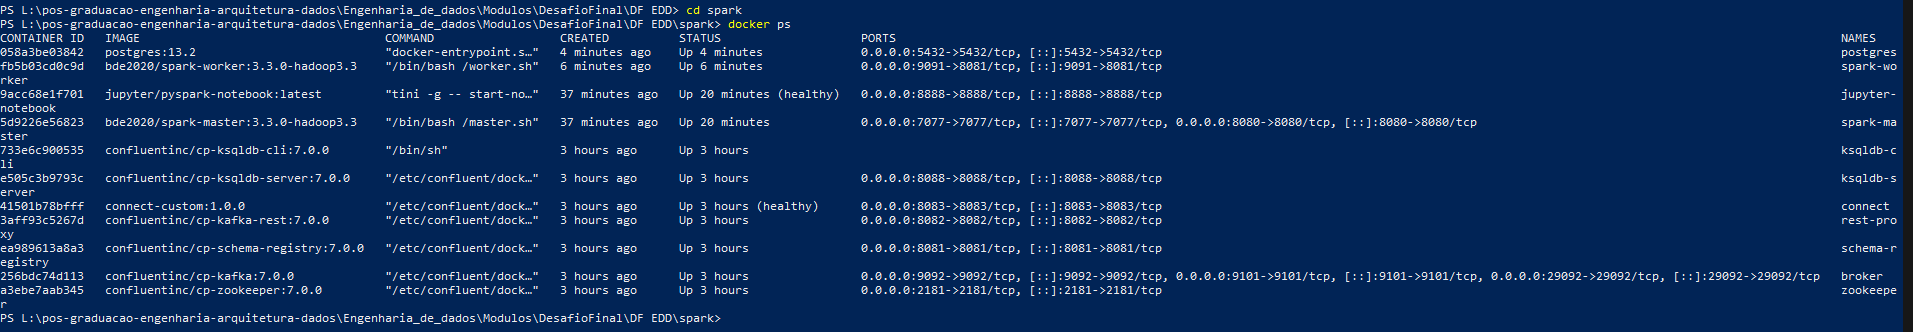 PS L:\pos-graduacao-engenharia-arquitetura-dados\Engenharia_de_dados\Modulos\DesafioFinal\DF EDD> cd spark
PS L:\pos-graduacao-engenharia-arquitetura-dados\Engenharia_de_dados\Modulos\DesafioFinal\DF EDD\spark> docker ps
CONTAINER ID   IMAGE                                   COMMAND                  CREATED          STATUS                    PORTS                                                                                                                              NAMES
058a3be03842   postgres:13.2                           "docker-entrypoint.s…"   4 minutes ago    Up 4 minutes              0.0.0.0:5432->5432/tcp, [::]:5432->5432/tcp                                                                                        postgres
fb5b03cd0c9d   bde2020/spark-worker:3.3.0-hadoop3.3    "/bin/bash /worker.sh"   6 minutes ago    Up 6 minutes              0.0.0.0:9091->8081/tcp, [::]:9091->8081/tcp                                                                                        spark-wo
rker
9acc68e1f701   jupyter/pyspark-notebook:latest         "tini -g -- start-no…"   37 minutes ago   Up 20 minutes (healthy)   0.0.0.0:8888->8888/tcp, [::]:8888->8888/tcp                                                                                        jupyter-
notebook
5d9226e56823   bde2020/spark-master:3.3.0-hadoop3.3    "/bin/bash /master.sh"   37 minutes ago   Up 20 minutes             0.0.0.0:7077->7077/tcp, [::]:7077->7077/tcp, 0.0.0.0:8080->8080/tcp, [::]:8080->8080/tcp                                           spark-ma
ster
733e6c900535   confluentinc/cp-ksqldb-cli:7.0.0        "/bin/sh"                3 hours ago      Up 3 hours                                                                                                                                                   ksqldb-c
li
e505c3b9793c   confluentinc/cp-ksqldb-server:7.0.0     "/etc/confluent/dock…"   3 hours ago      Up 3 hours                0.0.0.0:8088->8088/tcp, [::]:8088->8088/tcp                                                                                        ksqldb-s
erver
41501b78bfff   connect-custom:1.0.0                    "/etc/confluent/dock…"   3 hours ago      Up 3 hours (healthy)      0.0.0.0:8083->8083/tcp, [::]:8083->8083/tcp                                                                                        connect
3aff93c5267d   confluentinc/cp-kafka-rest:7.0.0        "/etc/confluent/dock…"   3 hours ago      Up 3 hours                0.0.0.0:8082->8082/tcp, [::]:8082->8082/tcp                                                                                        rest-pro
xy
ea989613a8a3   confluentinc/cp-schema-registry:7.0.0   "/etc/confluent/dock…"   3 hours ago      Up 3 hours                0.0.0.0:8081->8081/tcp, [::]:8081->8081/tcp                                                                                        schema-r
egistry
256bdc74d113   confluentinc/cp-kafka:7.0.0             "/etc/confluent/dock…"   3 hours ago      Up 3 hours                0.0.0.0:9092->9092/tcp, [::]:9092->9092/tcp, 0.0.0.0:9101->9101/tcp, [::]:9101->9101/tcp, 0.0.0.0:29092->29092/tcp, [::]:29092->29092/tcp   broker
a3ebe7aab345   confluentinc/cp-zookeeper:7.0.0         "/etc/confluent/dock…"   3 hours ago      Up 3 hours                0.0.0.0:2181->2181/tcp, [::]:2181->2181/tcp                                                                                        zookeepe
r
PS L:\pos-graduacao-engenharia-arquitetura-dados\Engenharia_de_dados\Modulos\DesafioFinal\DF EDD\spark>